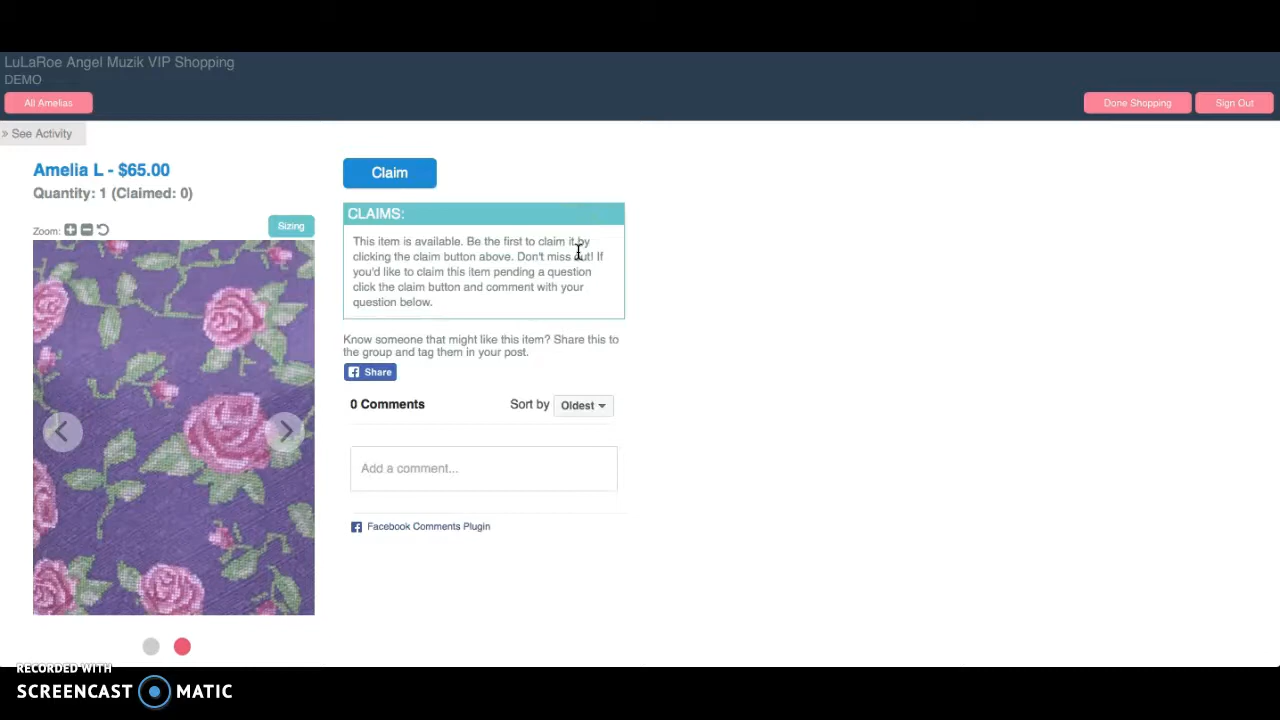 LuLaRoe Angel Muzik VIP Shopping
DEMO
All Amelias
Done Shopping
Sign Out
» See Activity
Amelia L - $65.00
Quantity: 1 (Claimed: 0)
Zoom:
Sizing
Claim
CLAIMS:
This item is available. Be the first to claim it by
clicking the claim button above. Don't miss out! If
you'd like to claim this item pending a question
click the claim button and comment with your
question below.
Know someone that might like this item? Share this to
the group and tag them in your post.
Share
0 Comments
Sort by Oldest
Add a comment...
Facebook Comments Plugin
RECORDED WITH
SCREENCAST MATIC